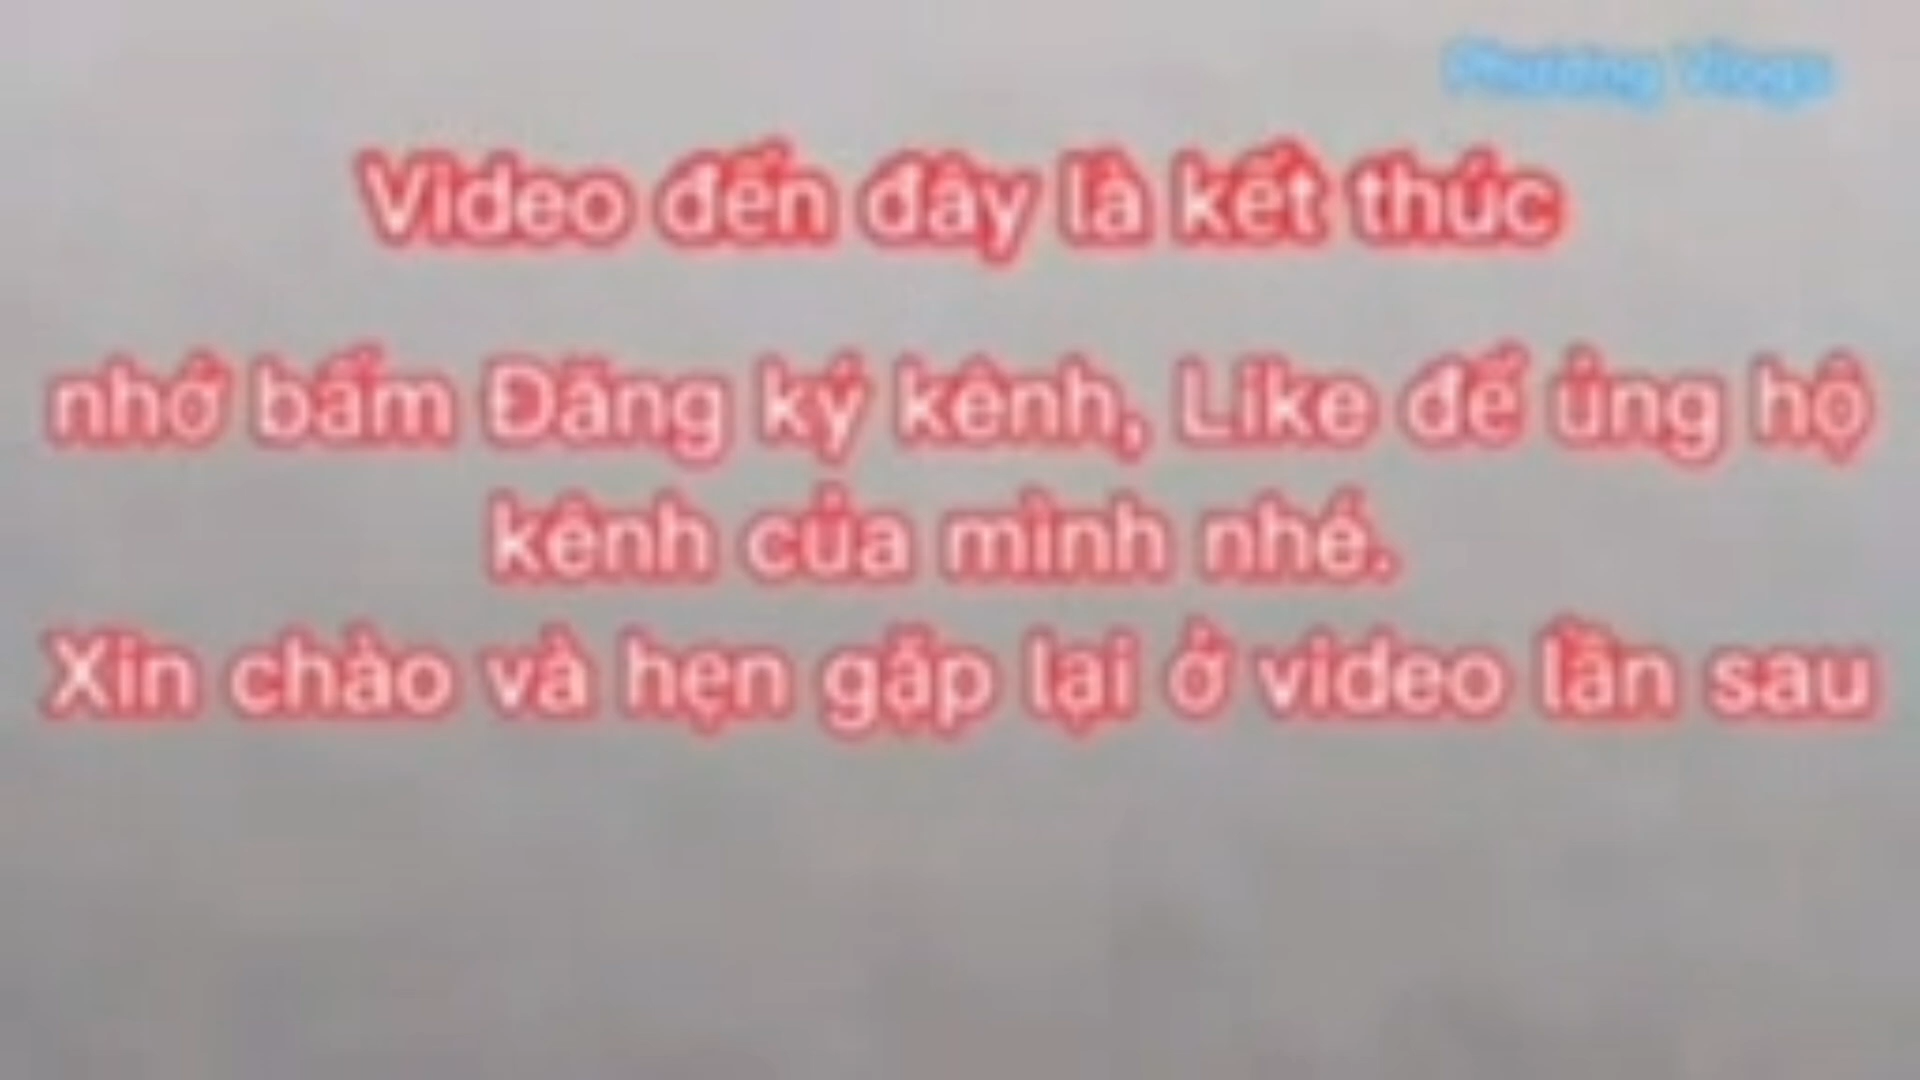 Vlogs
Video đến đây là kết thúc
nhớ bấm Đăng ký kênh, Like để ủng hộ
kênh của mình nhé.
Xin chào và hẹn gặp lại ở video lần sau